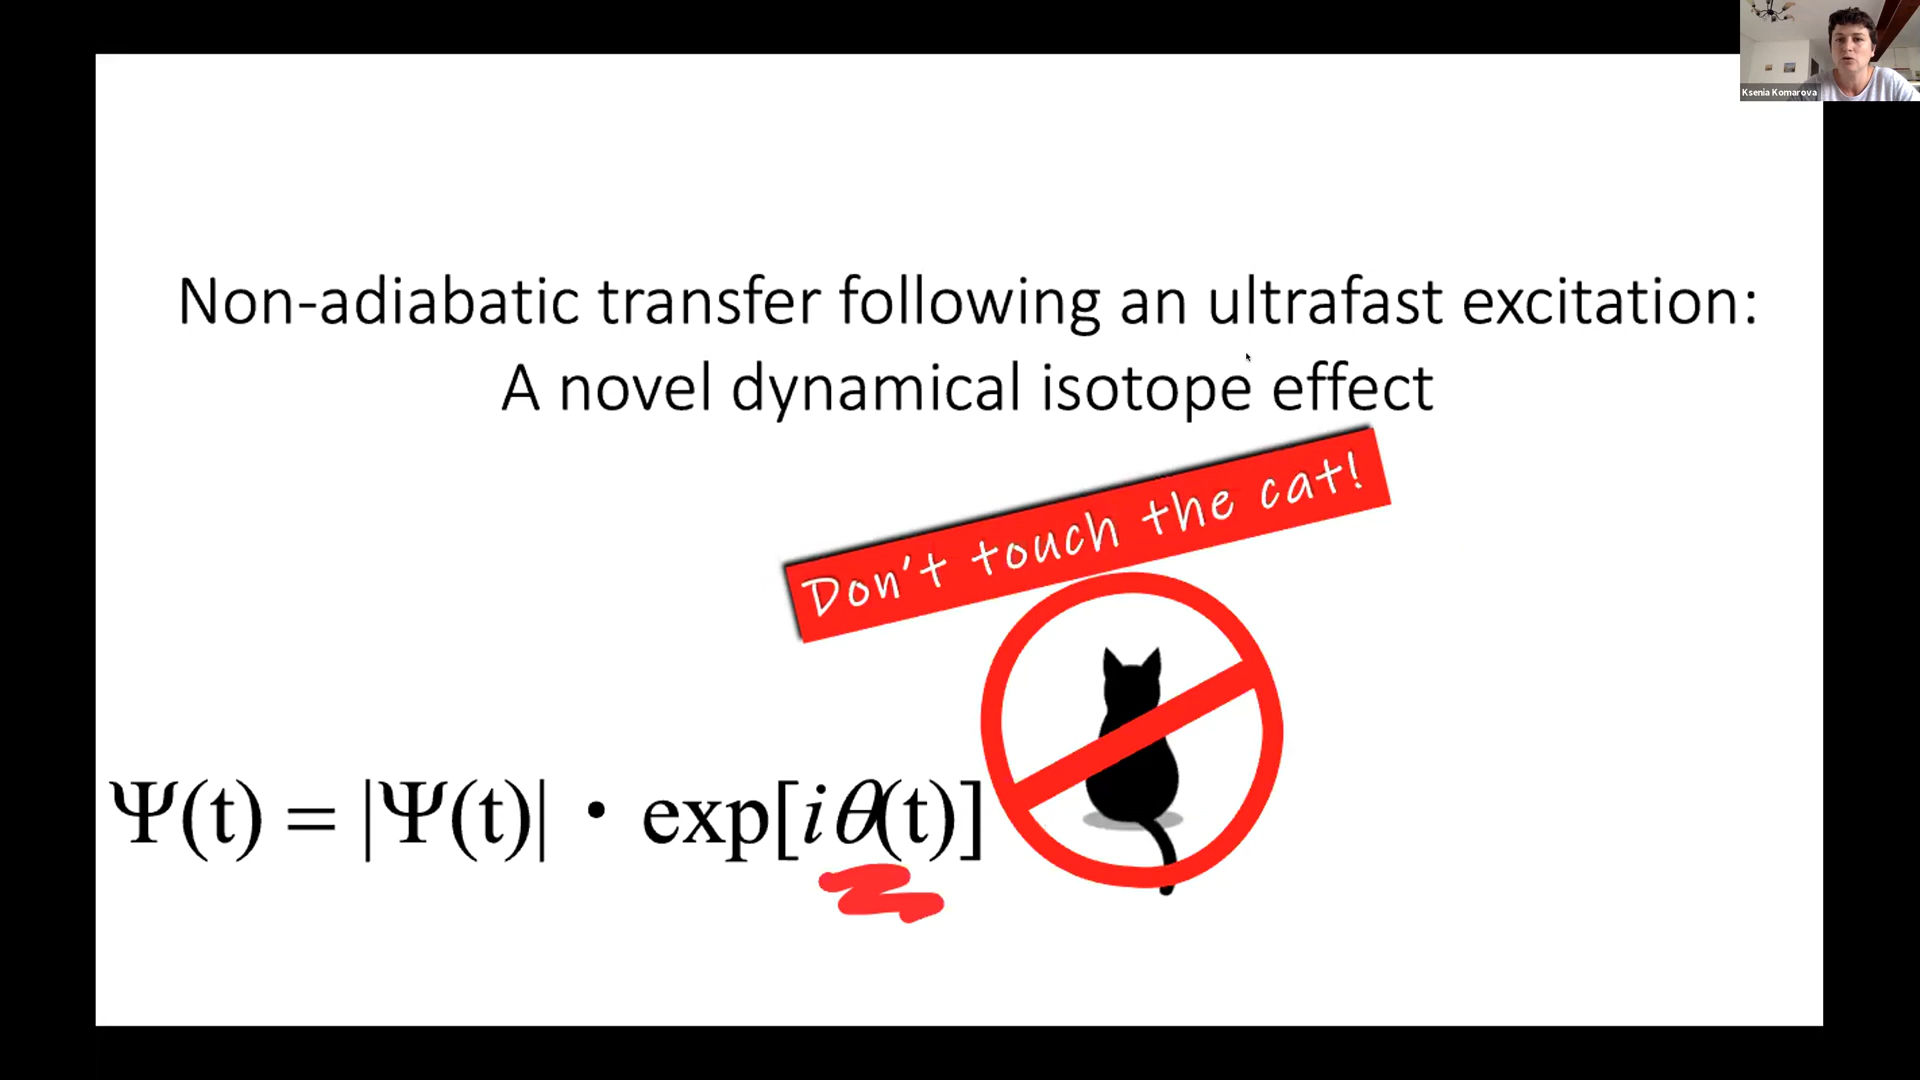 Ksenia Komarova
Non-adiabatic transfer following an ultrafast excitation:
A novel dynamical isotope effect
Don't touch the cat!
Ψ(t) = |Ψ(t)| · exp[iθ(t)]